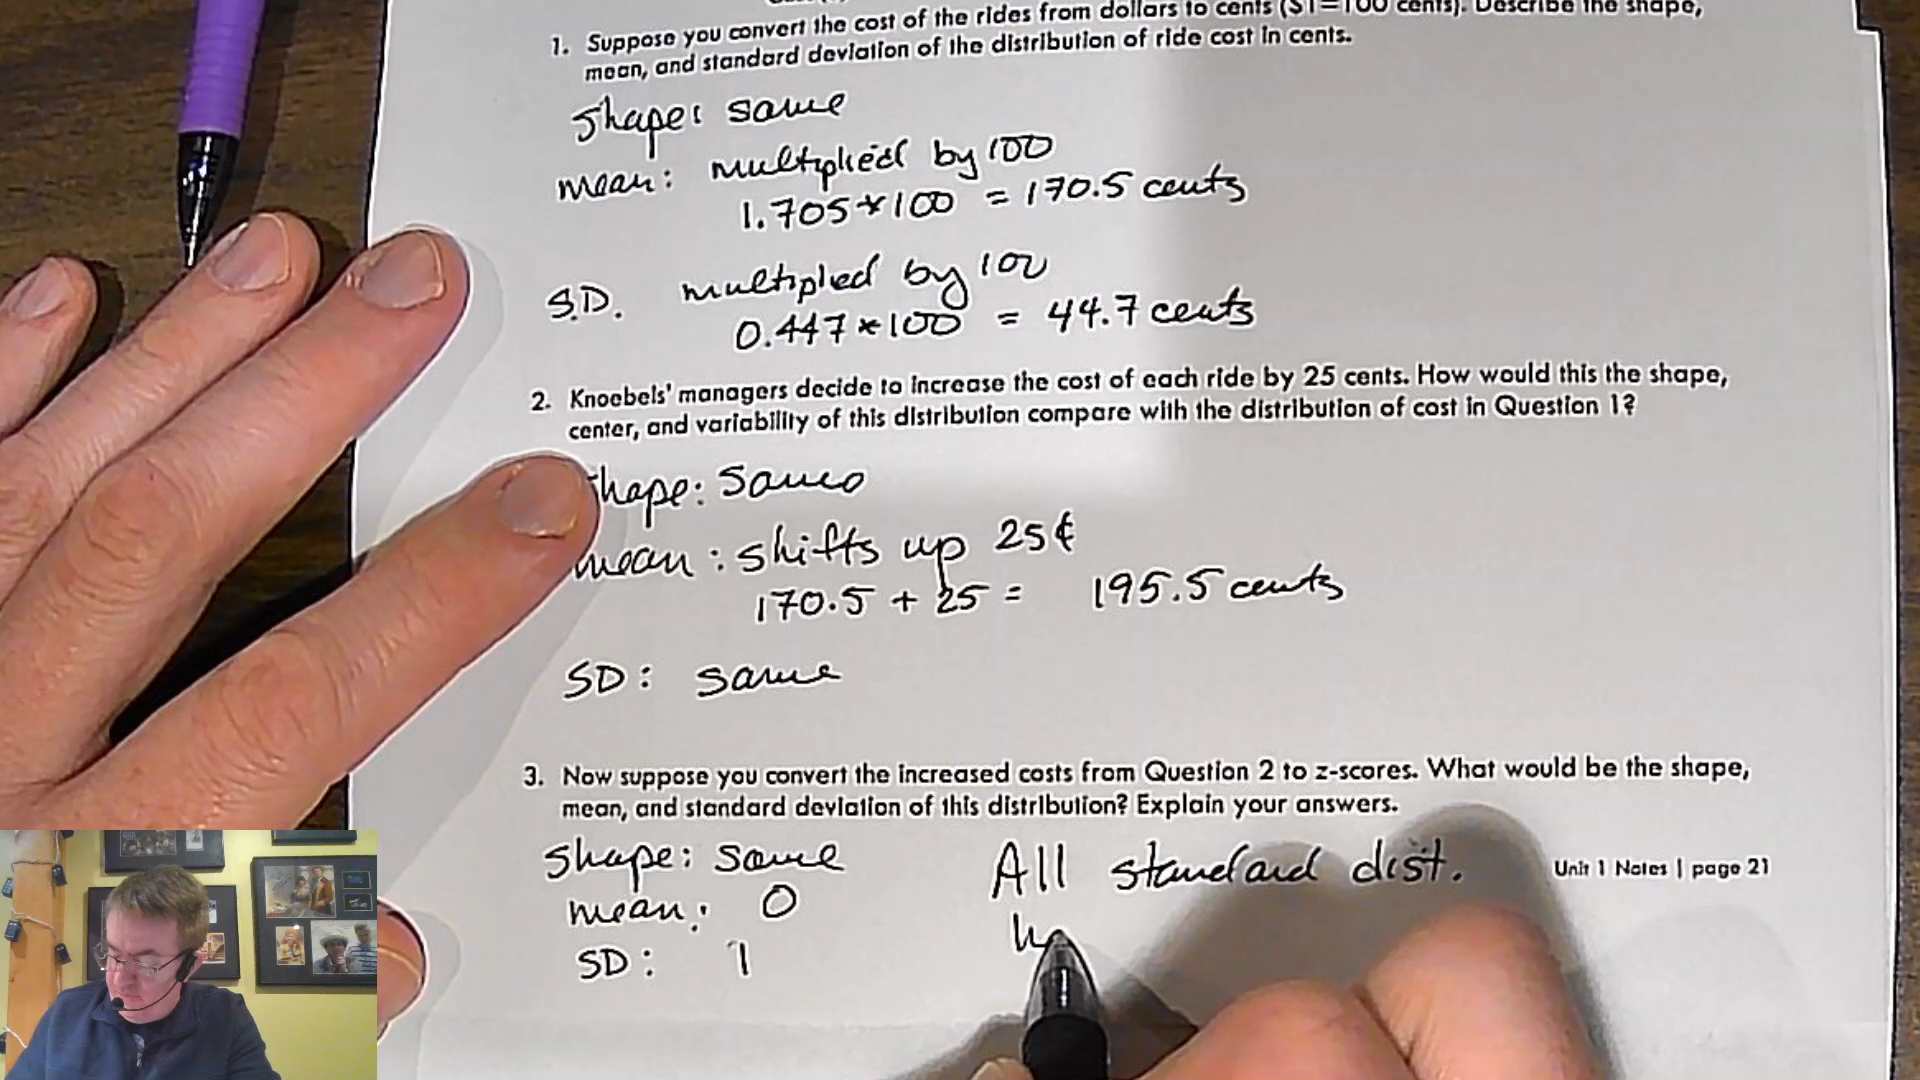 1. Suppose you convert the cost of the rides from dollars to cents ($1=100 cents). Describe the shape,
mean, and standard deviation of the distribution of ride cost in cents.
Shape: same
mean: multiplied by 100
1.705*100 = 170.5 cents
S.D. multiplied by 100
0.447*100 = 44.7 cents
2. Knoebels' managers decide to increase the cost of each ride by 25 cents. How would this the shape,
center, and variability of this distribution compare with the distribution of cost in Question 1?
shape: same
mean: shifts up 25¢
170.5 + 25 = 195.5 cents
SD: same
3. Now suppose you convert the increased costs from Question 2 to z-scores. What would be the shape,
mean, and standard deviation of this distribution? Explain your answers.
shape: same
mean: 0
SD: 1
All standard dist.
Unit 1 Notes | page 21